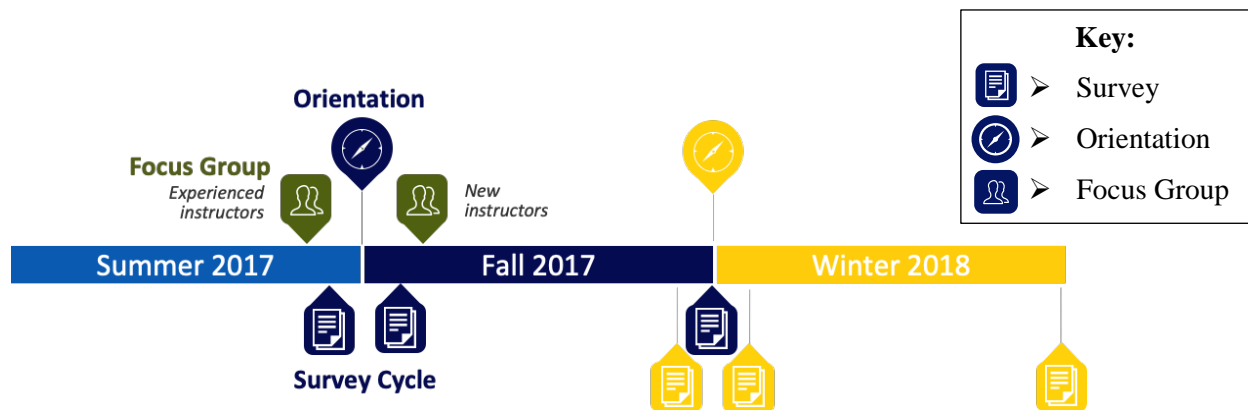 Key:
➢ Survey
➢ Orientation
➢ Focus Group
Orientation
Focus Group
Experienced
instructors
New
instructors
Summer 2017
Fall 2017
Winter 2018
Survey Cycle